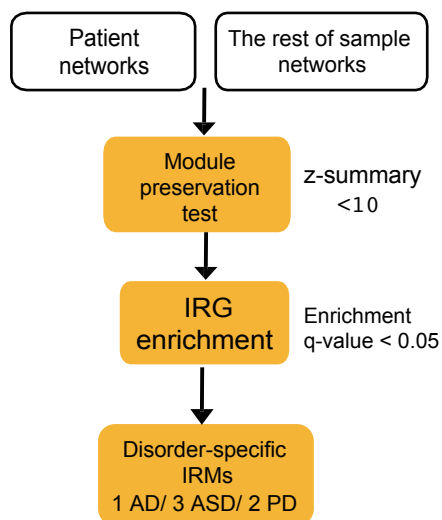 Patient
networks
The rest of sample
networks
Module
preservation
test
z-summary
<10
IRG
enrichment
Enrichment
q-value < 0.05
Disorder-specific
IRMs
1 AD/ 3 ASD/ 2 PD